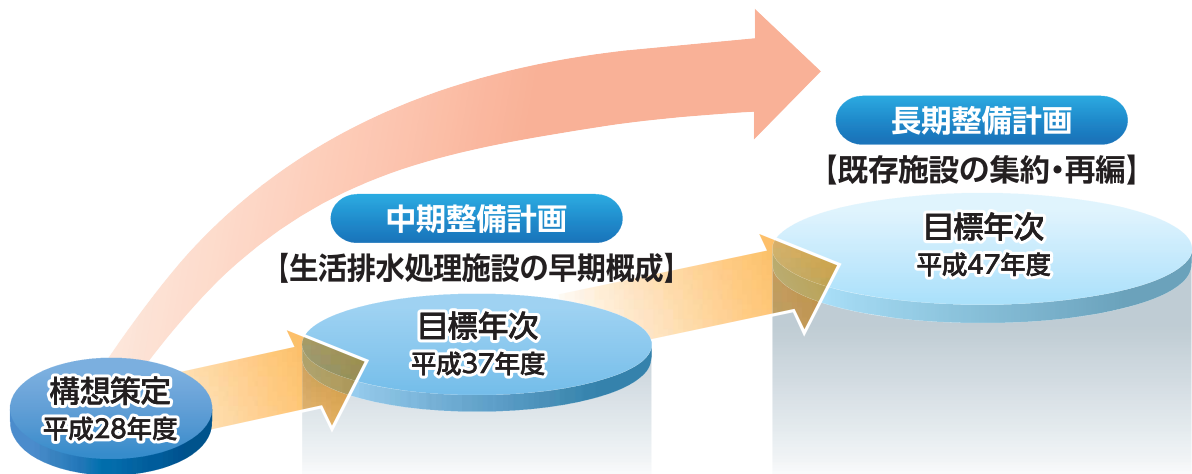 長期整備計画
【既存施設の集約・再編】
目標年次
平成47年度
中期整備計画
【生活排水処理施設の早期概成】
目標年次
平成37年度
構想策定
平成28年度